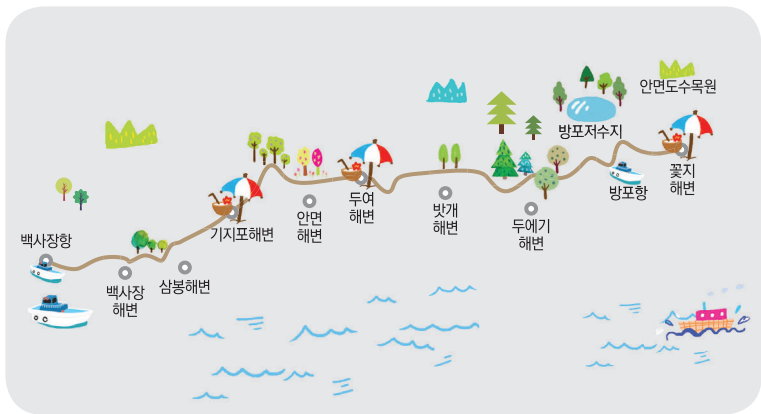 백사장항
백사장
해변
삼봉해변
기지포해변
안면
해변
두여
해변
밧개
해변
두에기
해변
방포저수지
방포항
안면도수목원
꽃지
해변